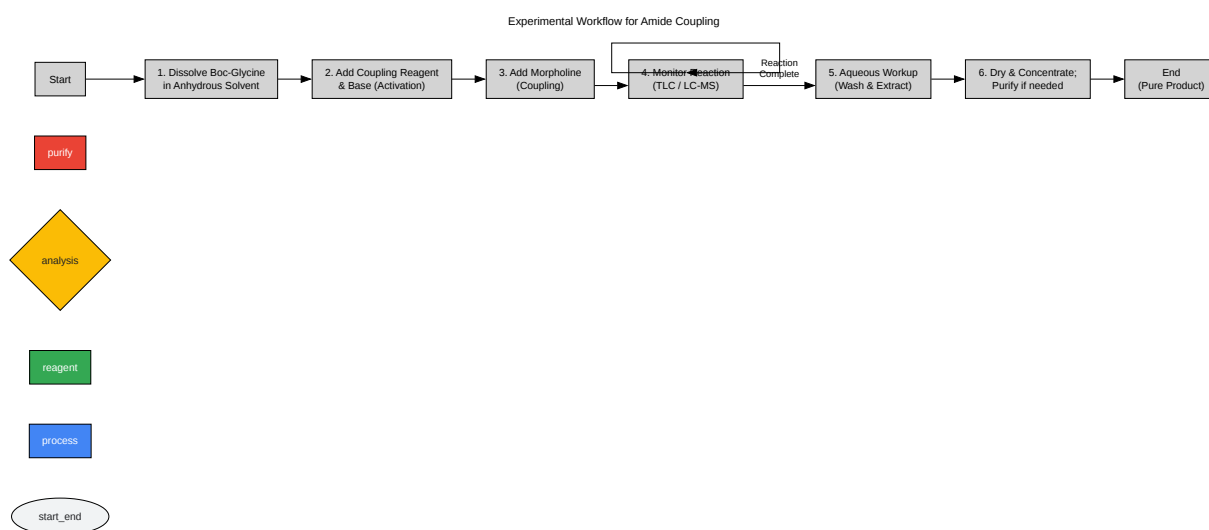 Experimental Workflow for Amide Coupling
Start
1. Dissolve Boc-Glycine
in Anhydrous Solvent
2. Add Coupling Reagent
& Base (Activation)
3. Add Morpholine
(Coupling)
4. Monitor Reaction
(TLC / LC-MS)
Reaction
Complete
5. Aqueous Workup
(Wash & Extract)
6. Dry & Concentrate;
Purify if needed
End
(Pure Product)
purify
analysis
reagent
process
start_end